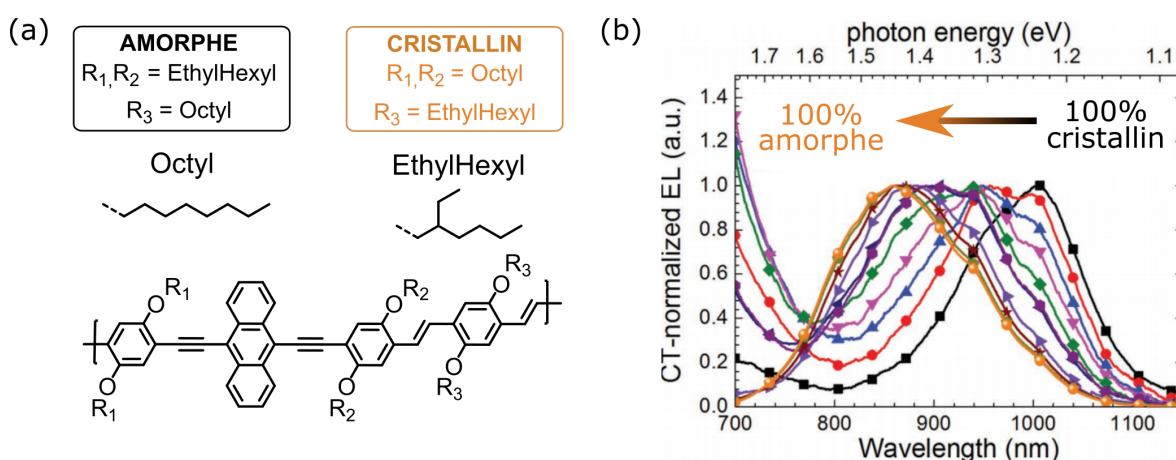 (a)
AMORPHE
R1,R2 = EthylHexyl
R3 = Octyl
CRISTALLIN
R1,R2 = Octyl
R3 = EthylHexyl
Octyl
EthylHexyl
R1
O
O
R1
R2
O
O
R2
R3
O
O
R3
(b)
photon energy (eV)
1.7 1.6 1.5 1.4 1.3 1.2 1.1
CT-normalized EL (a.u.)
1.4
1.2
1.0
0.8
0.6
0.4
0.2
0.0
100%
amorphe
100%
cristallin
700 800 900 1000 1100
Wavelength (nm)